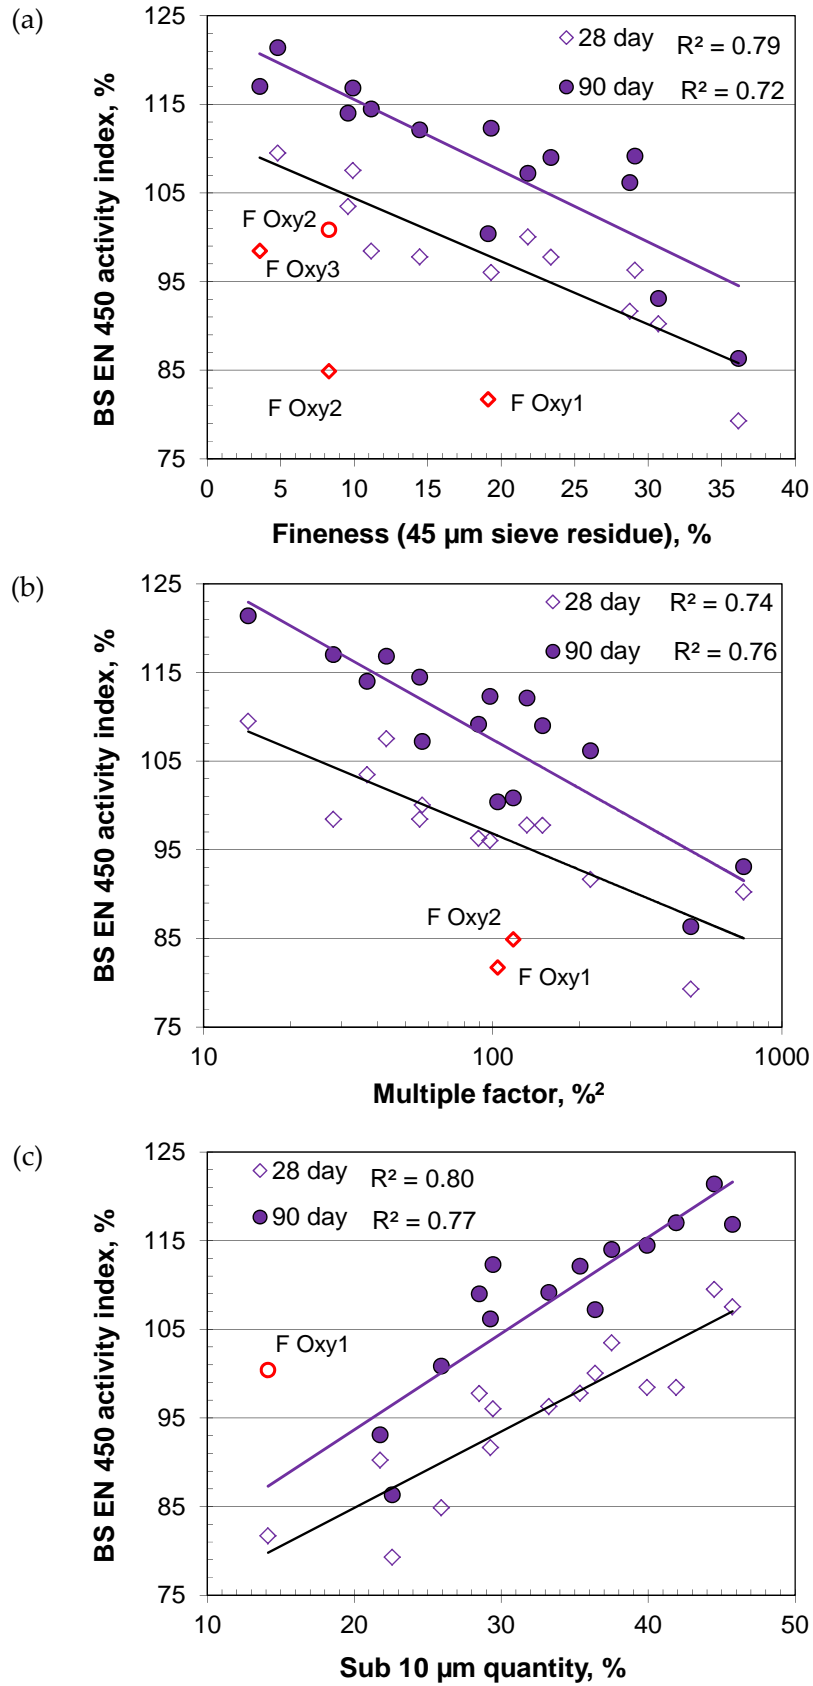 (a)
BS EN 450 activity index, %
125
115
105
95
85
75
28 day R² = 0.79
90 day R² = 0.72
F Oxy2
F Oxy3
F Oxy2
F Oxy1
0 5 10 15 20 25 30 35 40
Fineness (45 µm sieve residue), %
(b)
BS EN 450 activity index, %
125
115
105
95
85
75
28 day R² = 0.74
90 day R² = 0.76
F Oxy2
F Oxy1
10 100 1000
Multiple factor, %²
(c)
BS EN 450 activity index, %
125
115
105
95
85
75
28 day R² = 0.80
90 day R² = 0.77
F Oxy1
10 20 30 40 50
Sub 10 µm quantity, %